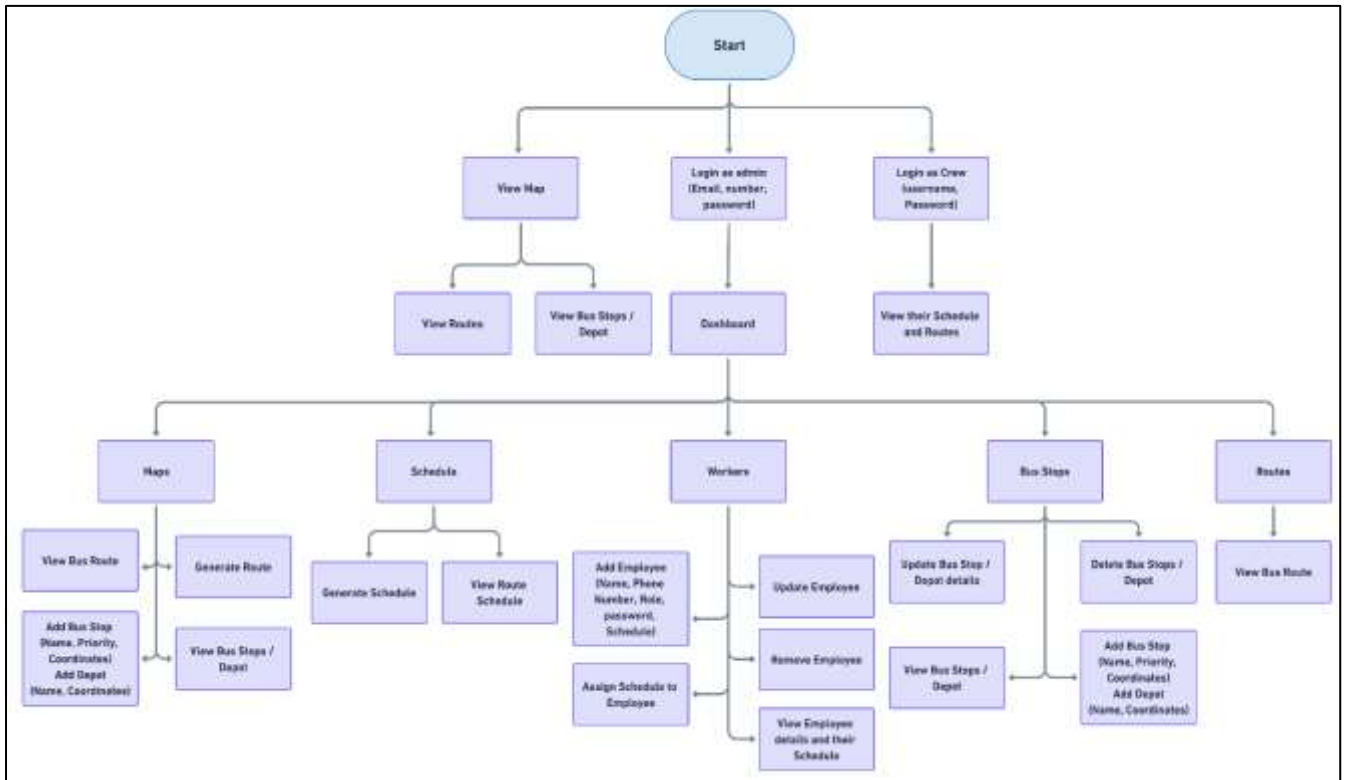 Start
View Map
Login as admin
(Email, number,
password)
Login as Crew
(username,
Password)
View Routes
View Bus Stops /
Depot
Dashboard
View their Schedule
and Routes
Maps
Schedule
Workers
Bus Stops
Routes
View Bus Route
Generate Route
Add Bus Stop
(Name, Priority,
Coordinates)
Add Depot
(Name, Coordinates)
View Bus Stops /
Depot
Generate Schedule
View Route
Schedule
Add Employee
(Name, Phone
Number, Role,
password,
Schedule)
Update Employee
Assign Schedule to
Employee
Remove Employee
View Employee
details and their
Schedule
Update Bus Stop /
Depot details
Delete Bus Stops /
Depot
View Bus Stops /
Depot
Add Bus Stop
(Name, Priority,
Coordinates)
Add Depot
(Name, Coordinates)
View Bus Route